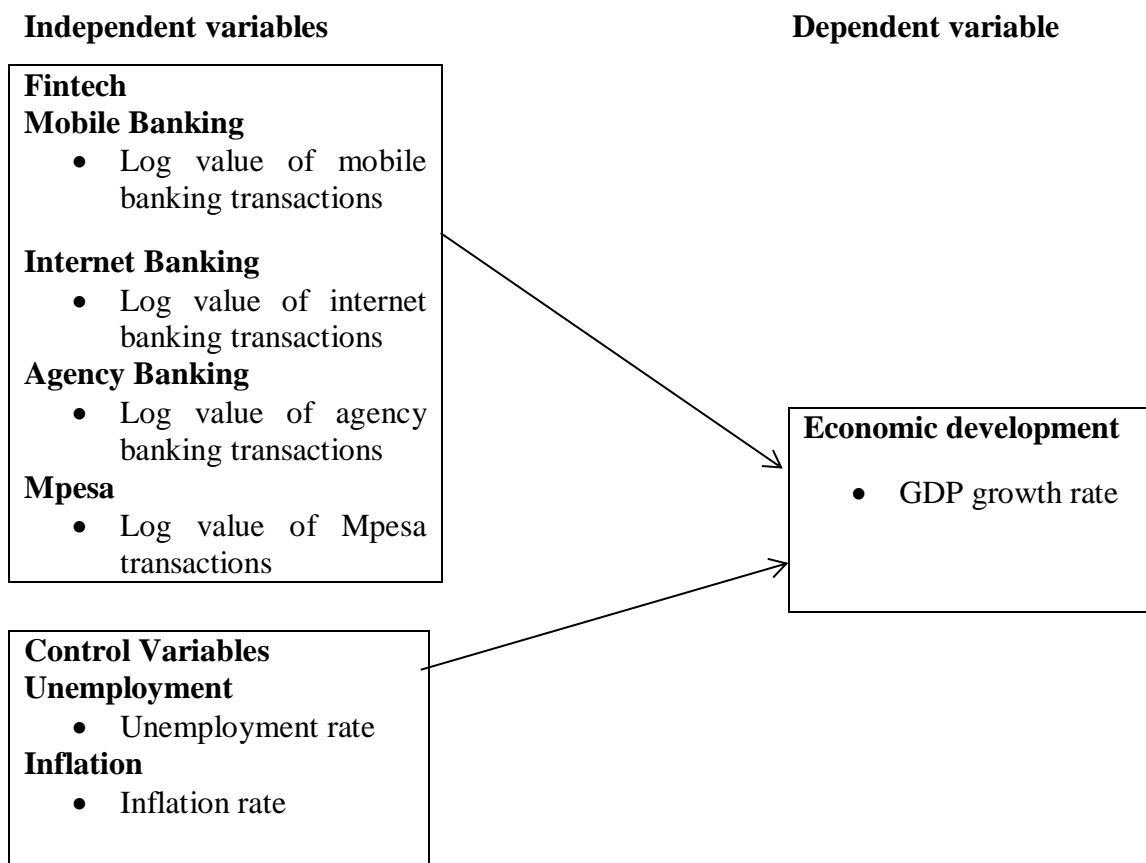 Independent variables
Dependent variable
Fintech
Mobile Banking
• Log value of mobile
banking transactions
Internet Banking
• Log value of internet
banking transactions
Agency Banking
• Log value of agency
banking transactions
Mpesa
• Log value of Mpesa
transactions
Economic development
• GDP growth rate
Control Variables
Unemployment
• Unemployment rate
Inflation
• Inflation rate